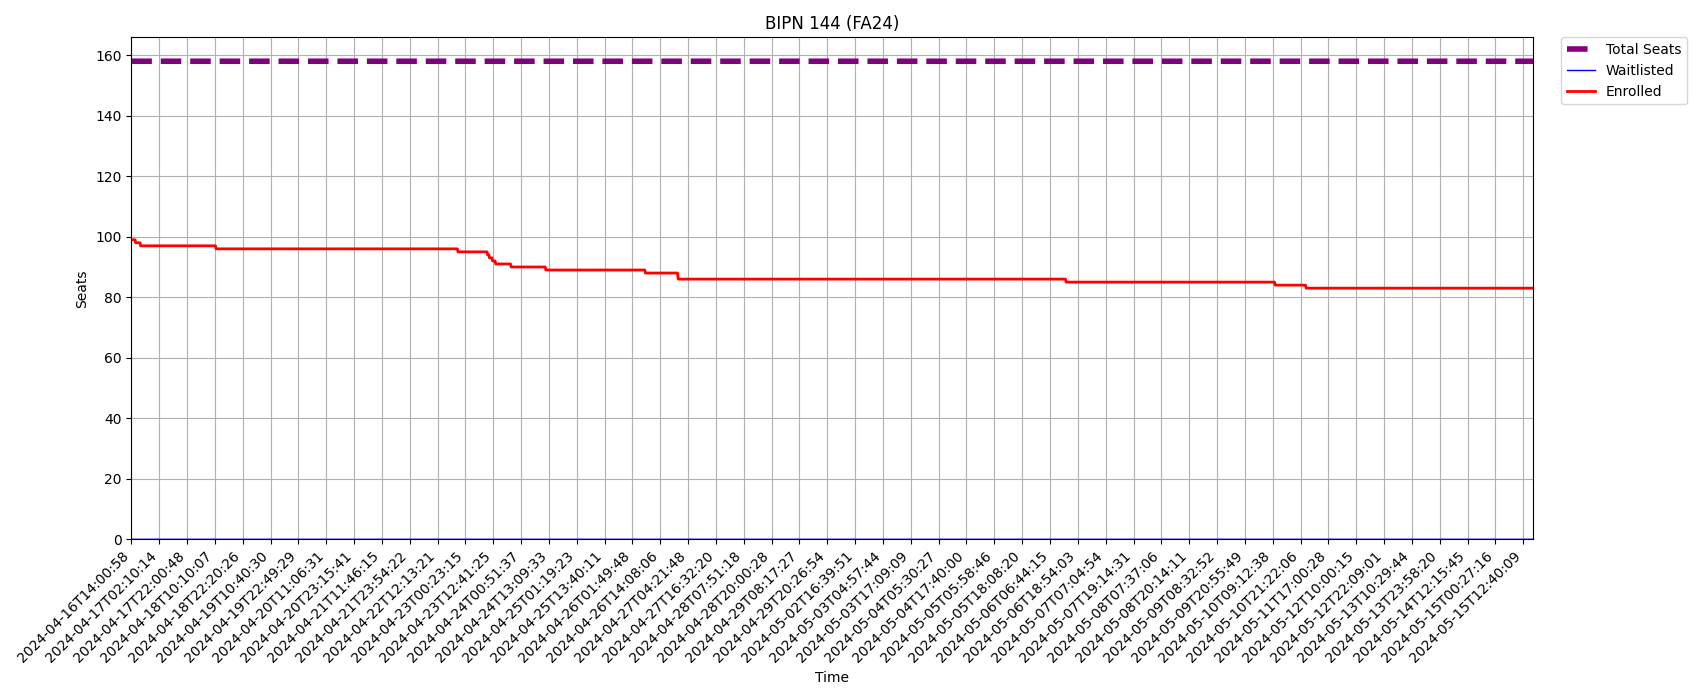 BIPN 144 (FA24)
Total Seats
Waitlisted
Enrolled
Seats
160
140
120
100
80
60
40
20
0
2024-04-16T14:00:58
2024-04-17T02:10:14
2024-04-17T22:00:48
2024-04-18T10:10:07
2024-04-18T22:20:26
2024-04-19T10:40:30
2024-04-19T22:49:29
2024-04-20T11:06:31
2024-04-20T23:15:41
2024-04-21T11:46:15
2024-04-21T23:54:22
2024-04-22T12:13:21
2024-04-23T00:23:15
2024-04-23T12:41:25
2024-04-24T00:51:37
2024-04-24T13:09:33
2024-04-25T01:19:23
2024-04-25T13:40:11
2024-04-26T01:49:48
2024-04-26T14:08:06
2024-04-27T04:21:48
2024-04-27T16:32:20
2024-04-28T07:51:18
2024-04-28T20:00:28
2024-04-29T08:17:27
2024-04-29T20:26:54
2024-05-02T16:39:51
2024-05-03T04:57:44
2024-05-03T17:09:09
2024-05-04T05:30:27
2024-05-04T17:40:00
2024-05-05T05:58:46
2024-05-05T18:08:20
2024-05-06T06:44:15
2024-05-06T18:54:03
2024-05-07T07:04:54
2024-05-07T19:14:31
2024-05-08T07:37:06
2024-05-08T20:14:11
2024-05-09T08:32:52
2024-05-09T20:55:49
2024-05-10T09:12:38
2024-05-10T21:22:06
2024-05-11T17:00:28
2024-05-12T10:00:15
2024-05-12T22:09:01
2024-05-13T10:29:44
2024-05-13T23:58:20
2024-05-14T12:15:45
2024-05-15T00:27:16
2024-05-15T12:40:09
Time